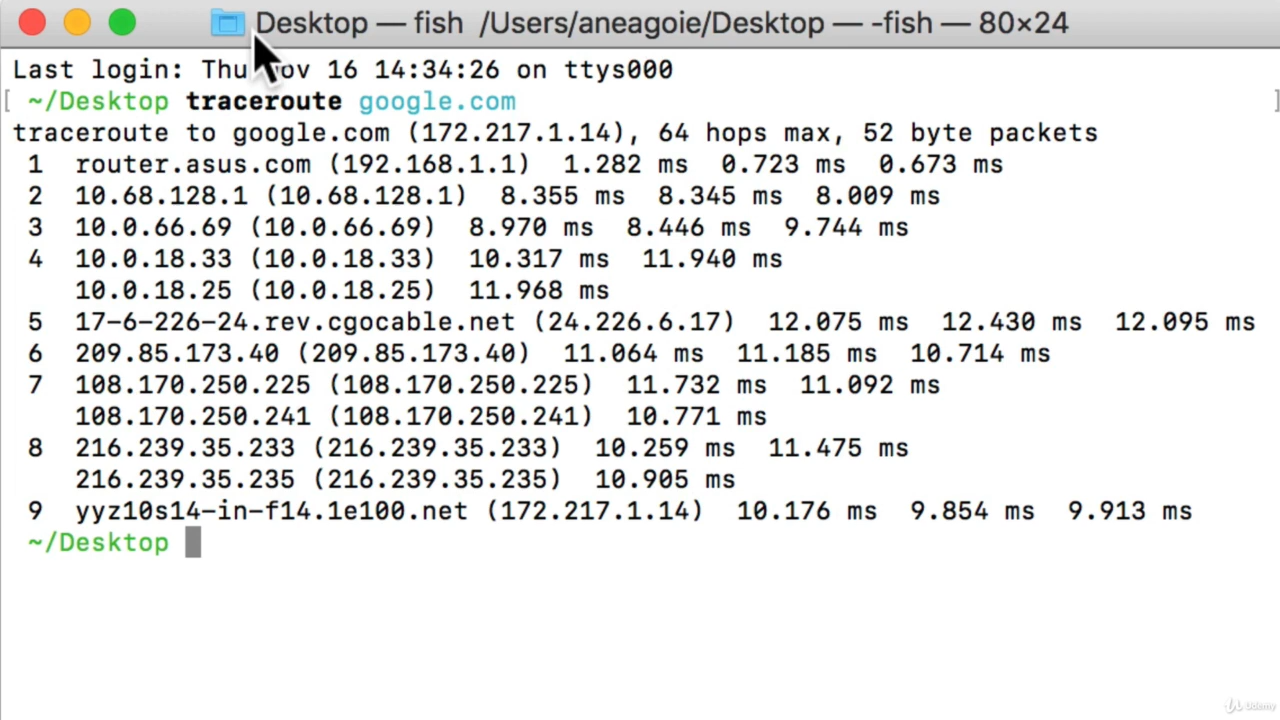 Desktop — fish /Users/aneagoie/Desktop — -fish — 80×24
Last login: Thu Nov 16 14:34:26 on ttys000
[ ~/Desktop traceroute google.com ]
traceroute to google.com (172.217.1.14), 64 hops max, 52 byte packets
1 router.asus.com (192.168.1.1) 1.282 ms 0.723 ms 0.673 ms
2 10.68.128.1 (10.68.128.1) 8.355 ms 8.345 ms 8.009 ms
3 10.0.66.69 (10.0.66.69) 8.970 ms 8.446 ms 9.744 ms
4 10.0.18.33 (10.0.18.33) 10.317 ms 11.940 ms
10.0.18.25 (10.0.18.25) 11.968 ms
5 17-6-226-24.rev.cgocable.net (24.226.6.17) 12.075 ms 12.430 ms 12.095 ms
6 209.85.173.40 (209.85.173.40) 11.064 ms 11.185 ms 10.714 ms
7 108.170.250.225 (108.170.250.225) 11.732 ms 11.092 ms
108.170.250.241 (108.170.250.241) 10.771 ms
8 216.239.35.233 (216.239.35.233) 10.259 ms 11.475 ms
216.239.35.235 (216.239.35.235) 10.905 ms
9 yyz10s14-in-f14.1e100.net (172.217.1.14) 10.176 ms 9.854 ms 9.913 ms
~/Desktop
Udemy